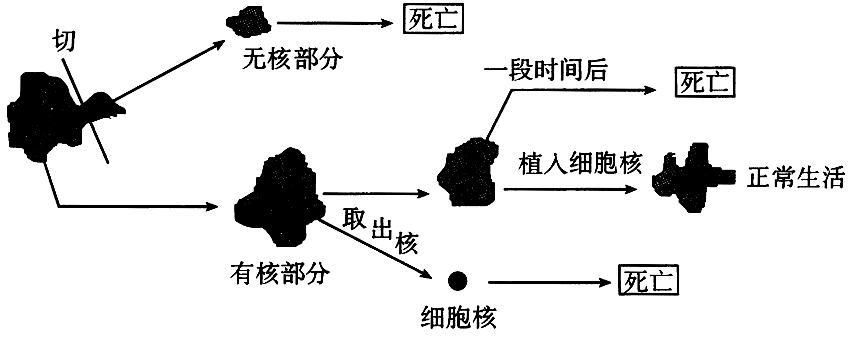 切
无核部分
死亡
一段时间后
死亡
植入细胞核
正常生活
有核部分
取出核
细胞核
死亡